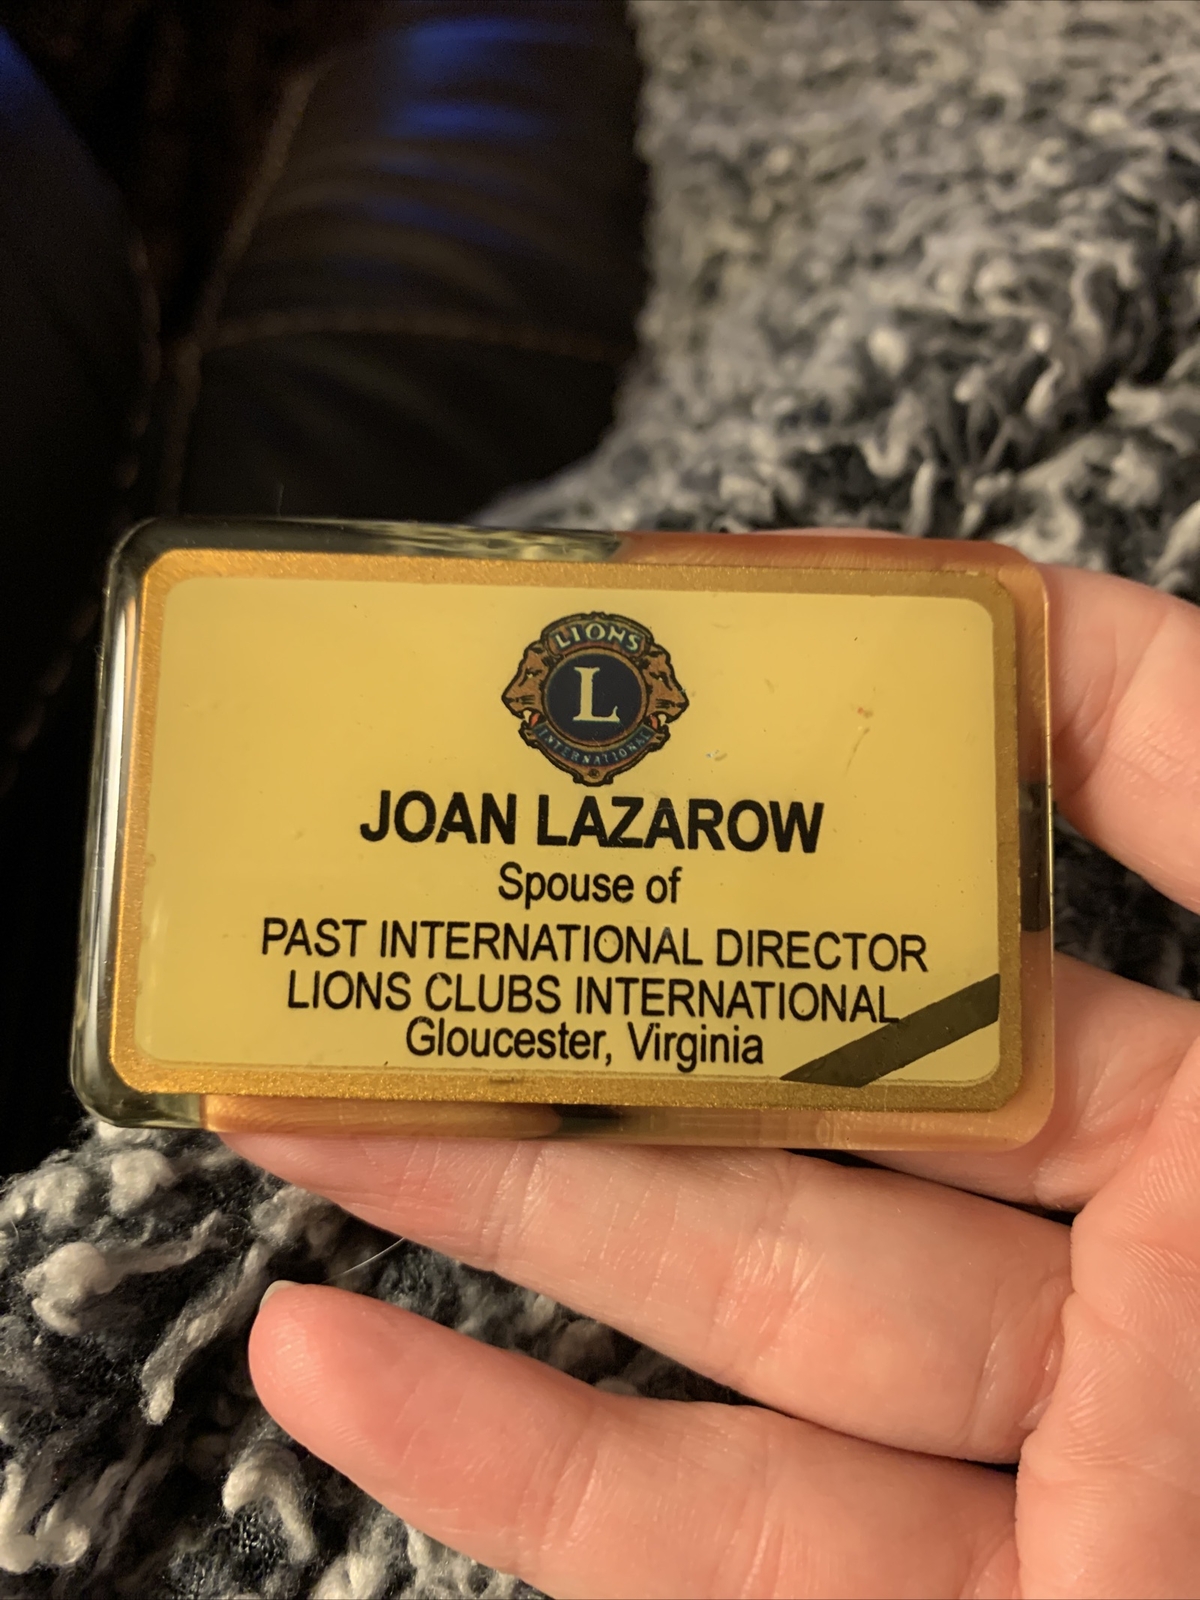 LIONS
L
INTERNATIONAL
®
JOAN LAZAROW
Spouse of
PAST INTERNATIONAL DIRECTOR
LIONS CLUBS INTERNATIONAL
Gloucester, Virginia